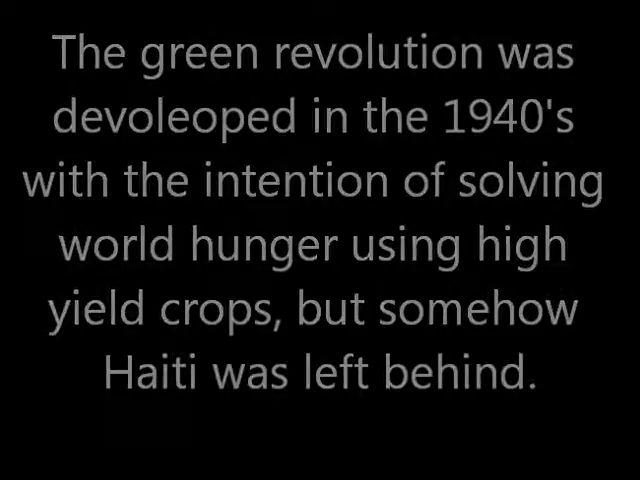 The green revolution was
devoleoped in the 1940's
with the intention of solving
world hunger using high
yield crops, but somehow
Haiti was left behind.